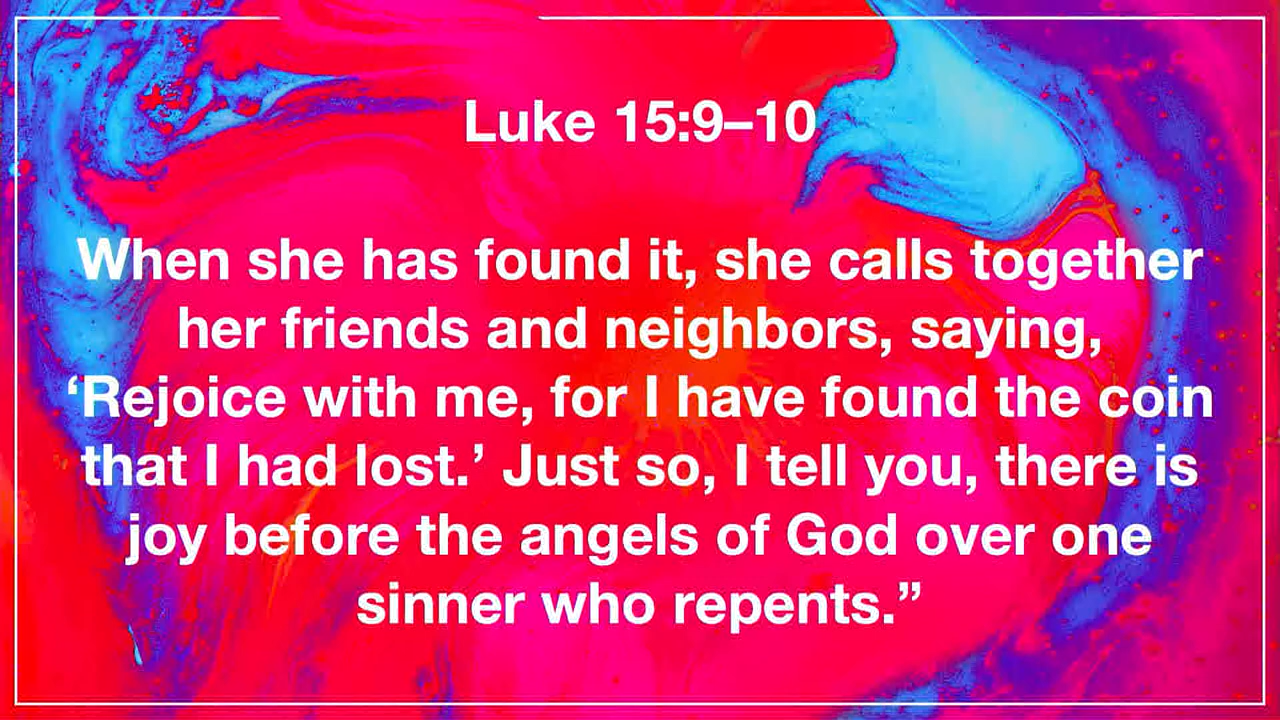 Luke 15:9–10
When she has found it, she calls together
her friends and neighbors, saying,
‘Rejoice with me, for I have found the coin
that I had lost.’ Just so, I tell you, there is
joy before the angels of God over one
sinner who repents.”